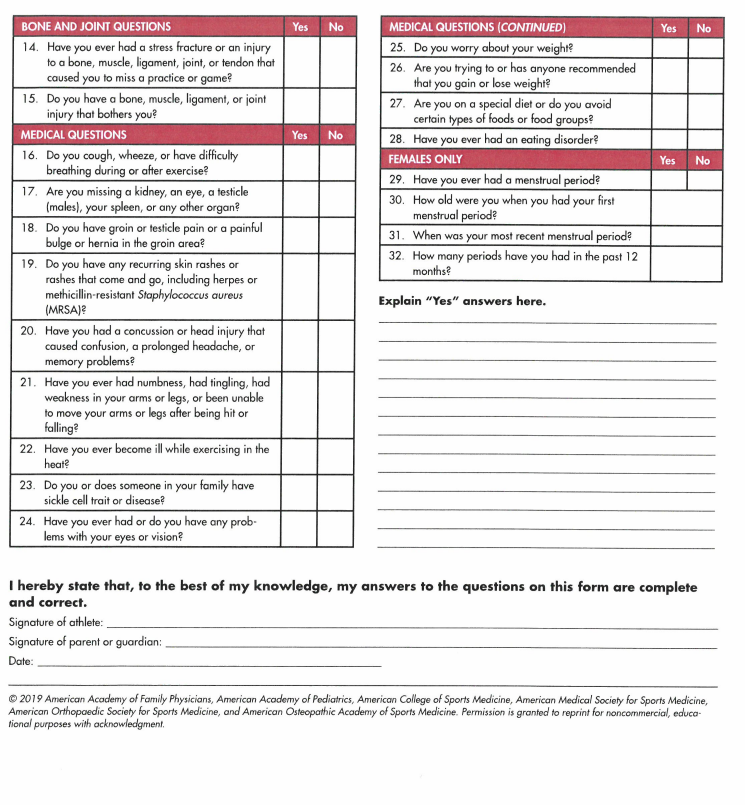 BONE AND JOINT QUESTIONS Yes No
14. Have you ever had a stress fracture or an injury
to a bone, muscle, ligament, joint, or tendon that
caused you to miss a practice or game?
15. Do you have a bone, muscle, ligament, or joint
injury that bothers you?
MEDICAL QUESTIONS Yes No
16. Do you cough, wheeze, or have difficulty
breathing during or after exercise?
17. Are you missing a kidney, an eye, a testicle
(males), your spleen, or any other organ?
18. Do you have groin or testicle pain or a painful
bulge or hernia in the groin area?
19. Do you have any recurring skin rashes or
rashes that come and go, including herpes or
methicillin-resistant Staphylococcus aureus
(MRSA)?
20. Have you had a concussion or head injury that
caused confusion, a prolonged headache, or
memory problems?
21. Have you ever had numbness, had tingling, had
weakness in your arms or legs, or been unable
to move your arms or legs after being hit or
falling?
22. Have you ever become ill while exercising in the
heat?
23. Do you or does someone in your family have
sickle cell trait or disease?
24. Have you ever had or do you have any prob-
lems with your eyes or vision?
MEDICAL QUESTIONS (CONTINUED) Yes No
25. Do you worry about your weight?
26. Are you trying to or has anyone recommended
that you gain or lose weight?
27. Are you on a special diet or do you avoid
certain types of foods or food groups?
28. Have you ever had an eating disorder?
FEMALES ONLY Yes No
29. Have you ever had a menstrual period?
30. How old were you when you had your first
menstrual period?
31. When was your most recent menstrual period?
32. How many periods have you had in the past 12
months?
Explain "Yes" answers here.
I hereby state that, to the best of my knowledge, my answers to the questions on this form are complete
and correct.
Signature of athlete:
Signature of parent or guardian:
Date:
© 2019 American Academy of Family Physicians, American Academy of Pediatrics, American College of Sports Medicine, American Medical Society for Sports Medicine,
American Orthopaedic Society for Sports Medicine, and American Osteopathic Academy of Sports Medicine. Permission is granted to reprint for noncommercial, educa-
tional purposes with acknowledgment.